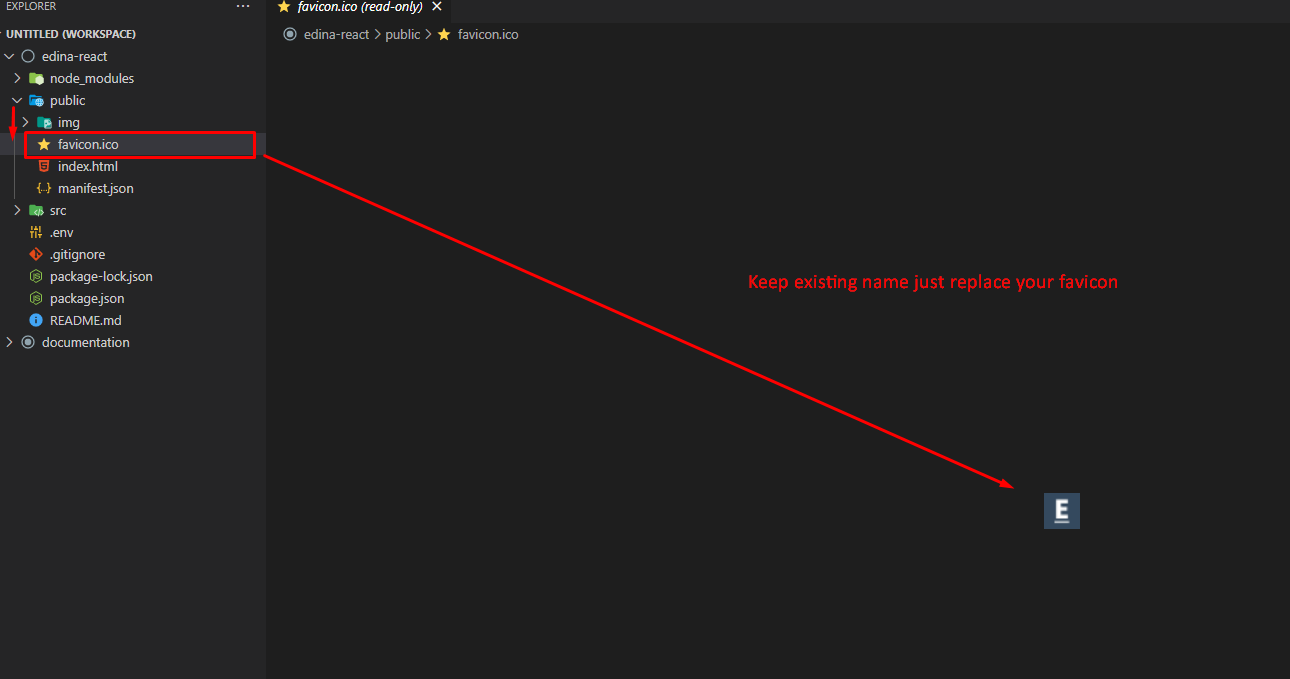 EXPLORER
favicon.ico (read-only)
UNTITLED (WORKSPACE)
edina-react > public > favicon.ico
edina-react
node_modules
public
img
favicon.ico
index.html
manifest.json
src
.env
.gitignore
package-lock.json
package.json
README.md
documentation
Keep existing name just replace your favicon
E